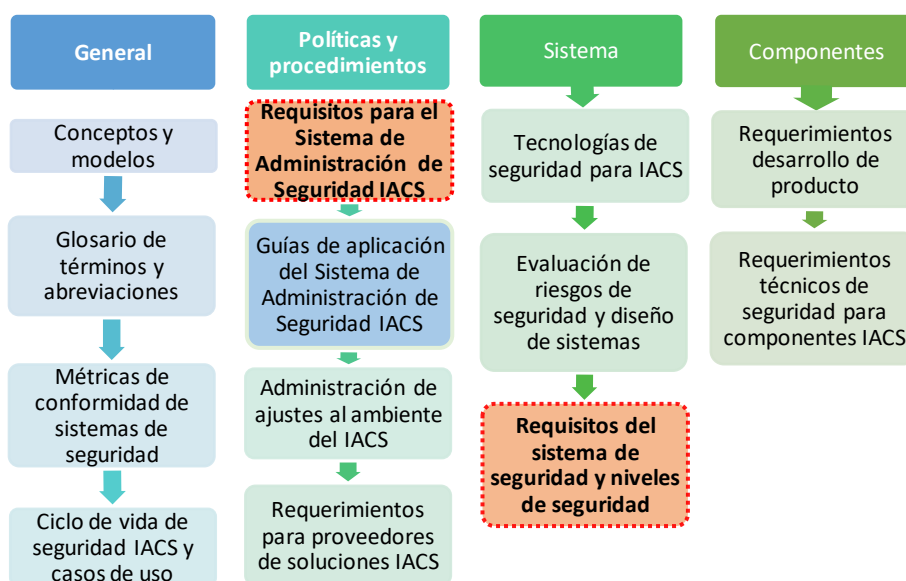 General
Conceptos y
modelos
Glosario de
términos y
abreviaciones
Métricas de
conformidad de
sistemas de
seguridad
Ciclo de vida de
seguridad IACS y
casos de uso
Políticas y
procedimientos
Requisitos para el
Sistema de
Administración de
Seguridad IACS
Guías de aplicación
del Sistema de
Administración de
Seguridad IACS
Administración de
ajustes al ambiente
del IACS
Requerimientos
para proveedores
de soluciones IACS
Sistema
Tecnologías de
seguridad para IACS
Evaluación de
riesgos de
seguridad y diseño
de sistemas
Requisitos del
sistema de
seguridad y niveles
de seguridad
Componentes
Requerimientos
desarrollo de
producto
Requerimientos
técnicos de
seguridad para
componentes IACS